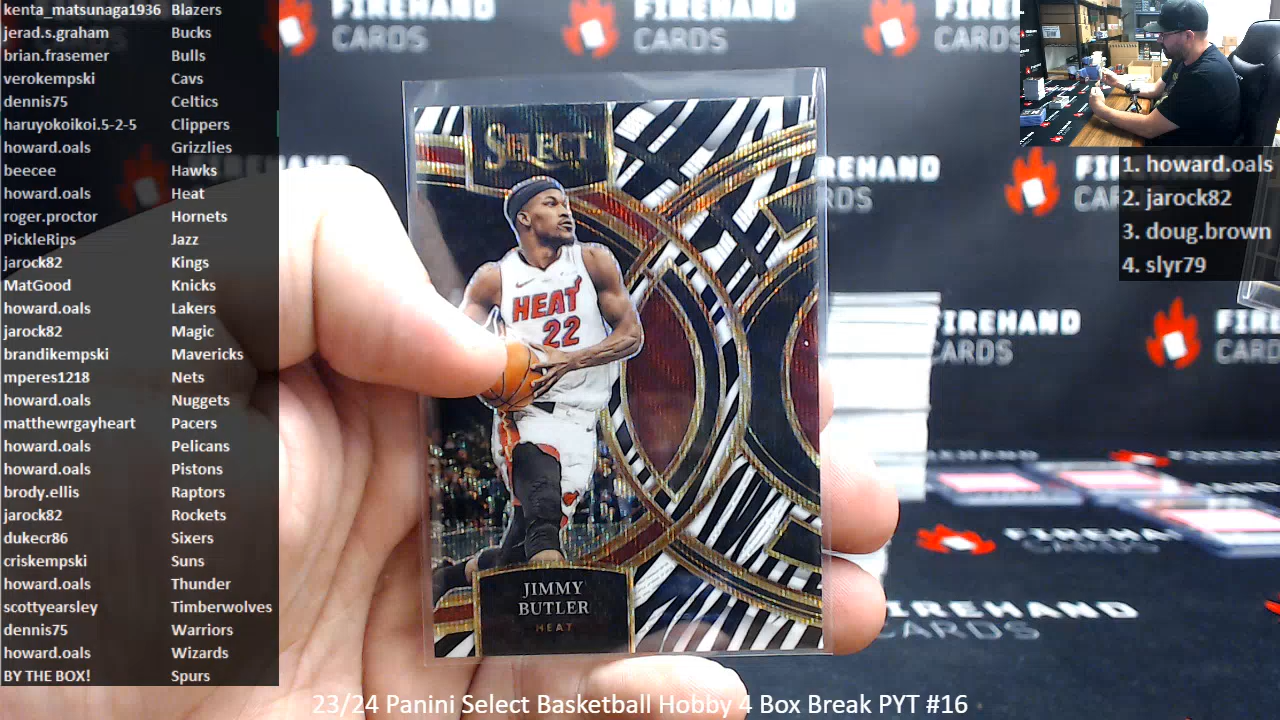 kenta_matsunaga1936 Blazers
jerad.s.graham Bucks
brian.frasemer Bulls
verokempski Cavs
dennis75 Celtics
haruyokoikoi.5-2-5 Clippers
howard.oals Grizzlies
beecee Hawks
howard.oals Heat
roger.proctor Hornets
PickleRips Jazz
jarock82 Kings
MatGood Knicks
howard.oals Lakers
jarock82 Magic
brandikempski Mavericks
mperes1218 Nets
howard.oals Nuggets
matthewrgayheart Pacers
howard.oals Pelicans
howard.oals Pistons
brody.ellis Raptors
jarock82 Rockets
dukecr86 Sixers
criskempski Suns
howard.oals Thunder
scottyearsley Timberwolves
dennis75 Warriors
howard.oals Wizards
BY THE BOX! Spurs
FIREHAND
CARDS
FIREHAND
CARDS
SELECT
HEAT
22
JIMMY
BUTLER
HEAT
1. howard.oals
2. jarock82
3. doug.brown
4. slyr79
FIREHAND
CARDS
23/24 Panini Select Basketball Hobby 4 Box Break PYT #16